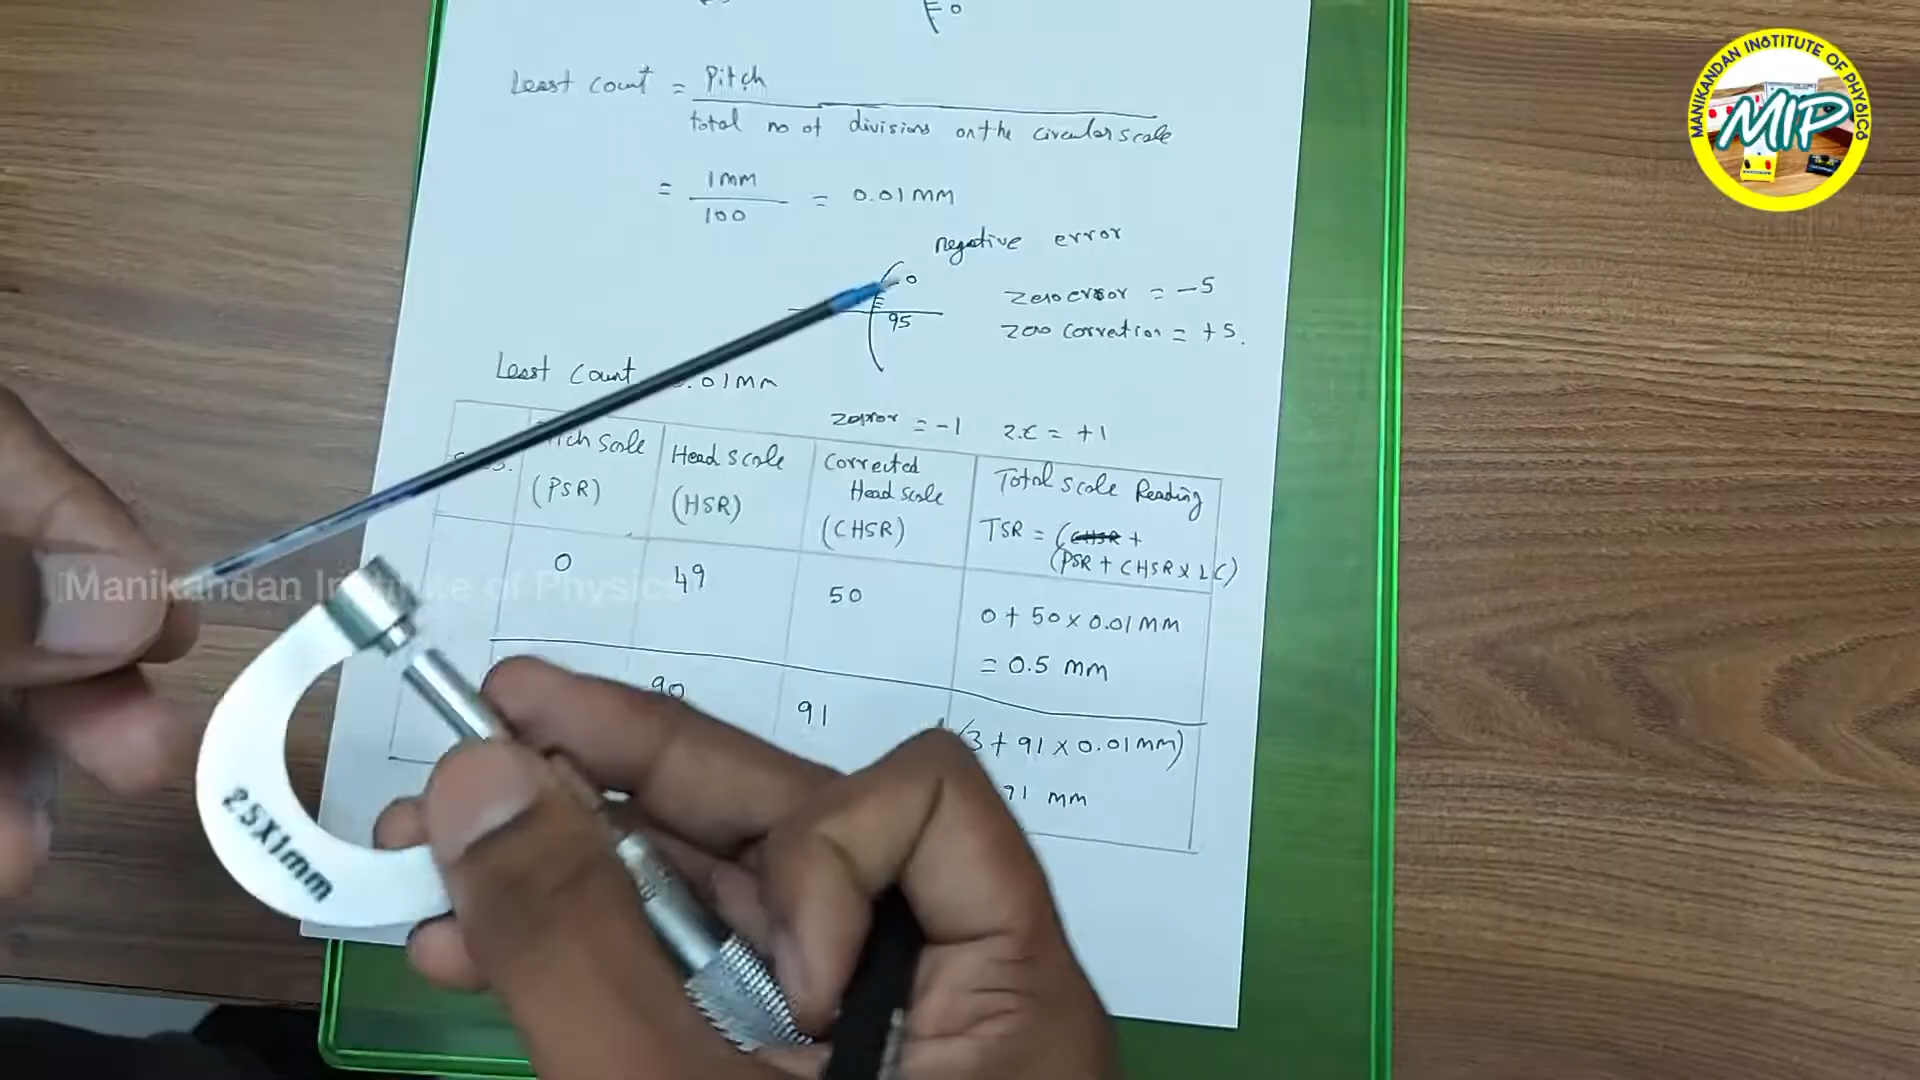 0
Least count = Pitch
total no of divisions on the circular scale
= 1mm
100
= 0.01 mm
negative error
0
95
Zero error = -5
Zero correction = +5.
Least Count 0.01mm
= -1 Z.C = +1
Pitch Scale
(PSR)
Head scale
(HSR)
Corrected
Head scale
(CHSR)
Total scale Reading
TSR = (CHSR +
(PSR + CHSR x LC)
0
49
50
0 + 50 x 0.01 mm
= 0.5 mm
90
91
(3 + 91 x 0.01mm)
91 mm
25X1mm
Manikandan Institute of Physics
MANIKANDAN INSTITUTE OF PHYSICS
MIP